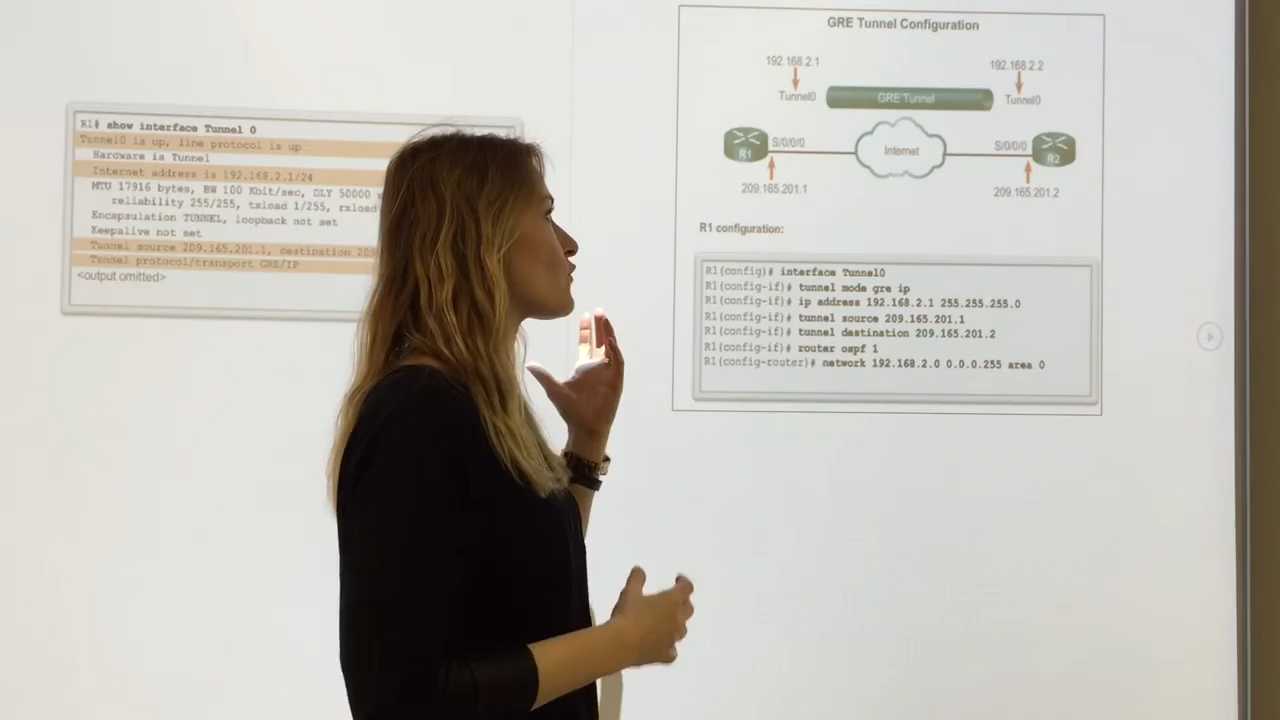 R1# show interface Tunnel 0
Tunnel0 is up, line protocol is up
Hardware is Tunnel
Internet address is 192.168.2.1/24
MTU 17916 bytes, BW 100 Kbit/sec, DLY 50000
reliability 255/255, txload 1/255, rxload
Encapsulation TUNNEL, loopback not set
Keepalive not set
Tunnel source 209.165.201.1, destination
Tunnel protocol/transport GRE/IP
<output omitted>
GRE Tunnel Configuration
192.168.2.1
192.168.2.2
Tunnel0
GRE Tunnel
Tunnel0
R1
S/0/0/0
Internet
S/0/0/0
R2
209.165.201.1
209.165.201.2
R1 configuration:
R1(config)# interface Tunnel0
R1(config-if)# tunnel mode gre ip
R1(config-if)# ip address 192.168.2.1 255.255.255.0
R1(config-if)# tunnel source 209.165.201.1
R1(config-if)# tunnel destination 209.165.201.2
R1(config-if)# router ospf 1
R1(config-router)# network 192.168.2.0 0.0.0.255 area 0